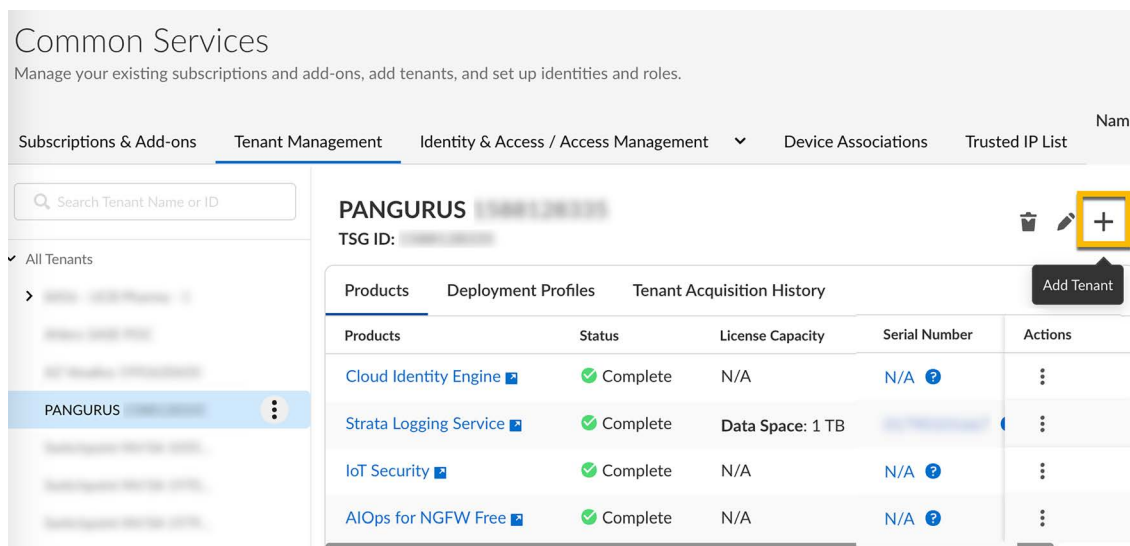 Common Services
Manage your existing subscriptions and add-ons, add tenants, and set up identities and roles.
Nam
Subscriptions & Add-ons Tenant Management Identity & Access / Access Management Device Associations Trusted IP List
Search Tenant Name or ID
All Tenants
PANGURUS
PANGURUS
TSG ID:
Add Tenant
Products Deployment Profiles Tenant Acquisition History
Products Status License Capacity Serial Number Actions
Cloud Identity Engine Complete N/A N/A ?
Strata Logging Service Complete Data Space: 1 TB
IoT Security Complete N/A N/A ?
AIOps for NGFW Free Complete N/A N/A ?